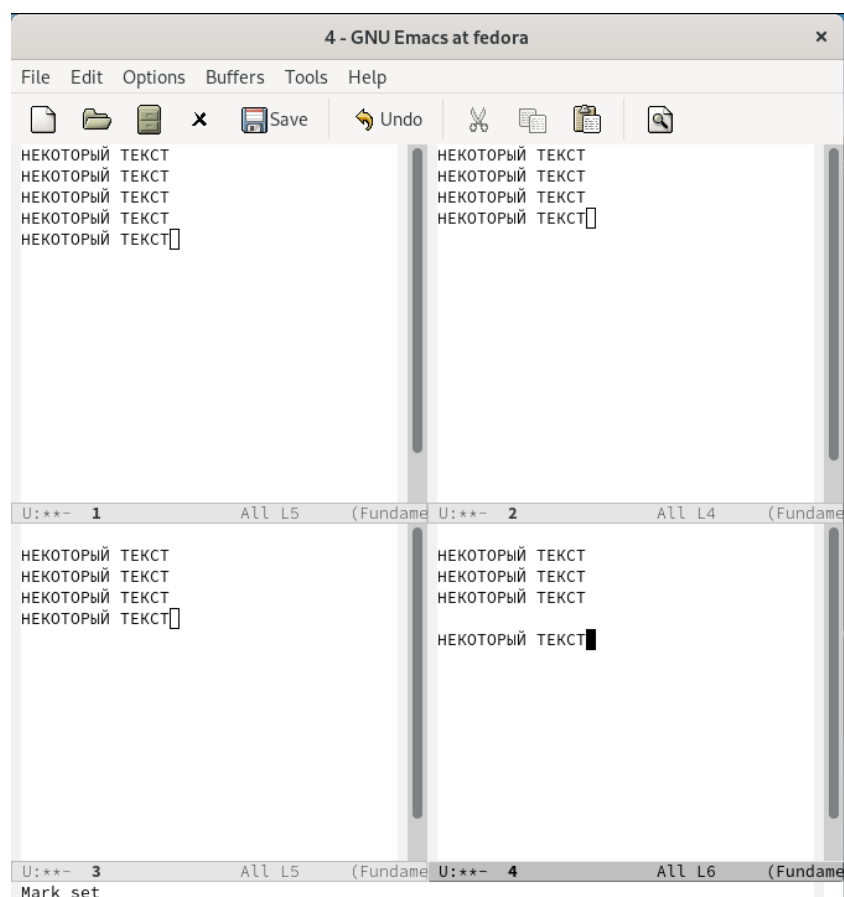 4 - GNU Emacs at fedora
File Edit Options Buffers Tools Help
Save Undo
НЕКОТОРЫЙ ТЕКСТ
НЕКОТОРЫЙ ТЕКСТ
НЕКОТОРЫЙ ТЕКСТ
НЕКОТОРЫЙ ТЕКСТ
НЕКОТОРЫЙ ТЕКСТ
U:**- 1 All L5 (Fundame
НЕКОТОРЫЙ ТЕКСТ
НЕКОТОРЫЙ ТЕКСТ
НЕКОТОРЫЙ ТЕКСТ
НЕКОТОРЫЙ ТЕКСТ
U:**- 2 All L4 (Fundame
НЕКОТОРЫЙ ТЕКСТ
НЕКОТОРЫЙ ТЕКСТ
НЕКОТОРЫЙ ТЕКСТ
НЕКОТОРЫЙ ТЕКСТ
U:**- 3 All L5 (Fundame
НЕКОТОРЫЙ ТЕКСТ
НЕКОТОРЫЙ ТЕКСТ
НЕКОТОРЫЙ ТЕКСТ
НЕКОТОРЫЙ ТЕКСТ
U:**- 4 All L6 (Fundame
Mark set